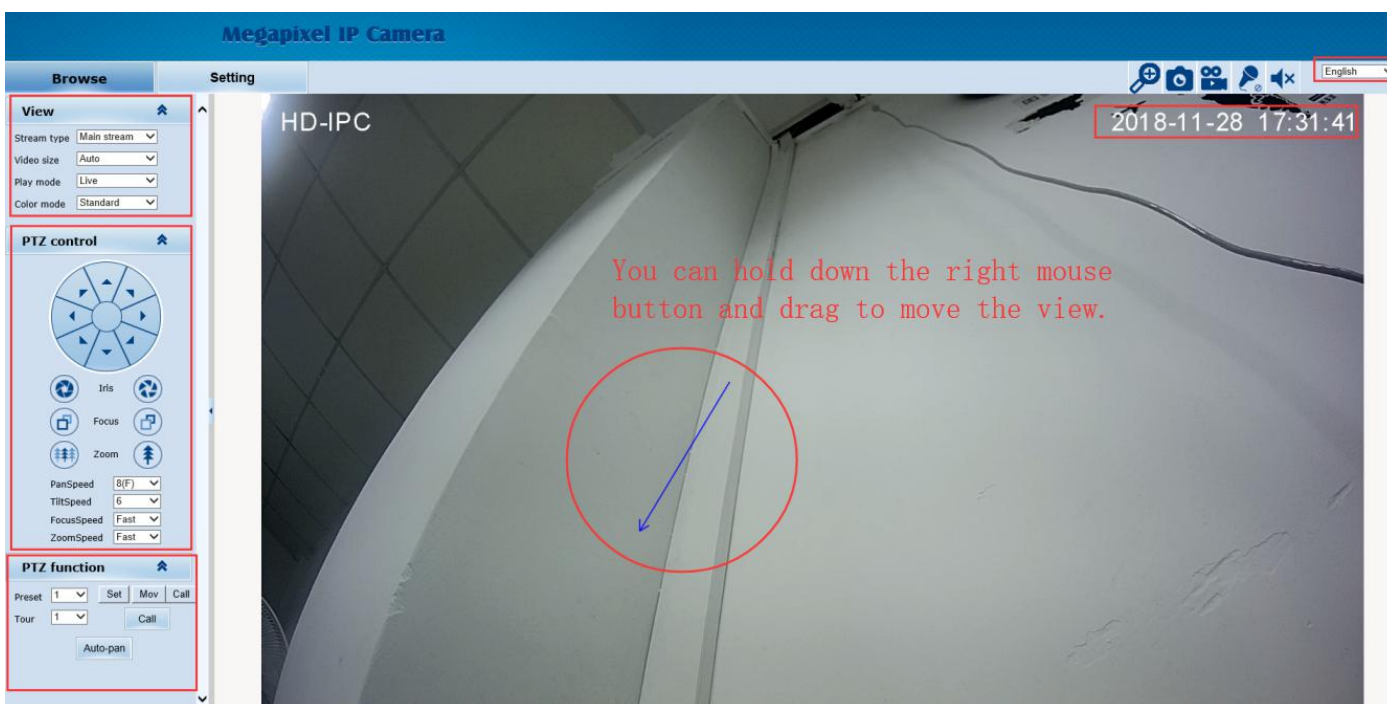 Megapixel IP Camera
Browse
Setting
English
View
Stream type Main stream
Video size Auto
Play mode Live
Color mode Standard
PTZ control
Iris
Focus
Zoom
PanSpeed 8(F)
TiltSpeed 6
FocusSpeed Fast
ZoomSpeed Fast
PTZ function
Preset 1 Set Mov Call
Tour 1 Call
Auto-pan
HD-IPC
2018-11-28 17:31:41
You can hold down the right mouse
button and drag to move the view.